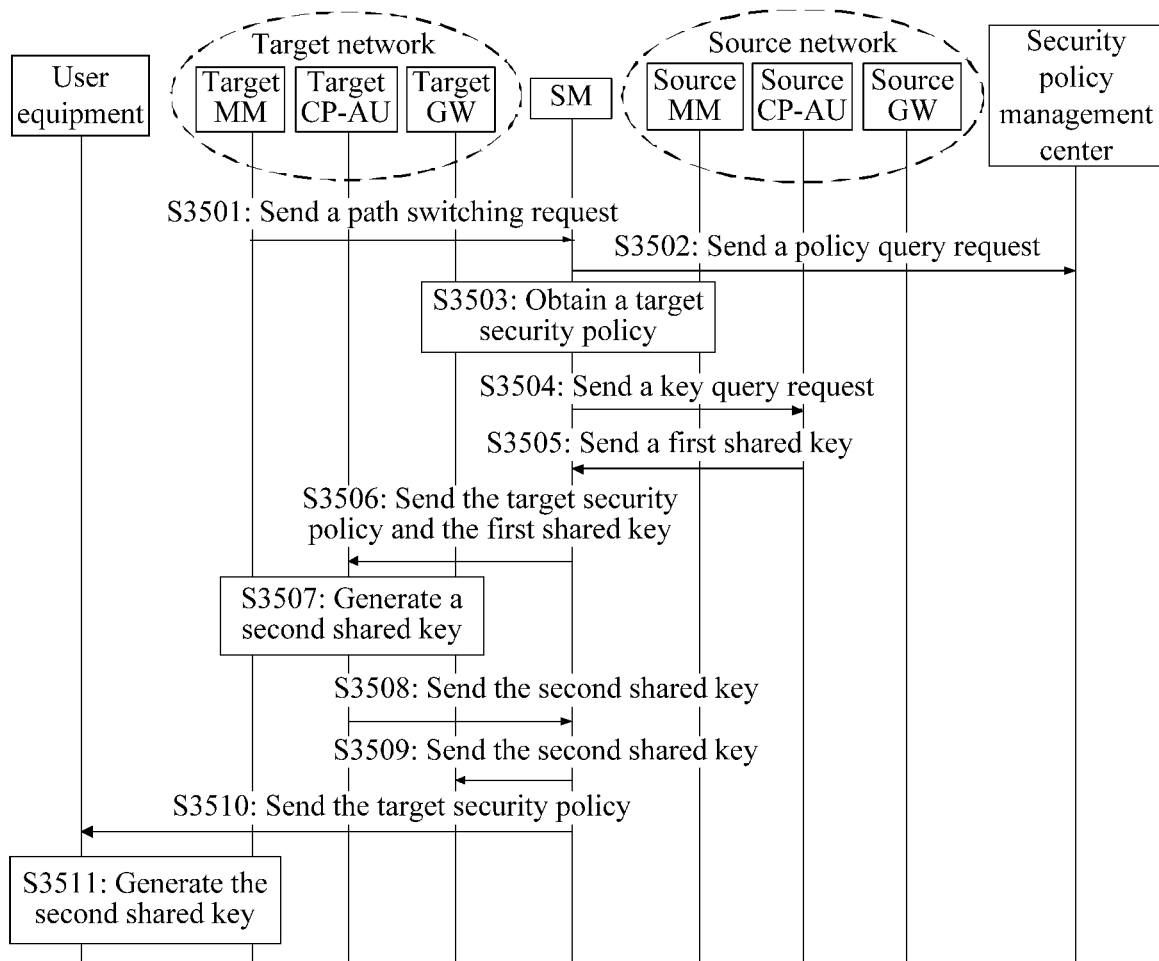 User
equipment
Target network
Target
MM
Target
CP-AU
Target
GW
SM
Source network
Source
MM
Source
CP-AU
Source
GW
Security
policy
management
center
S3501: Send a path switching request
S3502: Send a policy query request
S3503: Obtain a target
security policy
S3504: Send a key query request
S3505: Send a first shared key
S3506: Send the target security
policy and the first shared key
S3507: Generate a
second shared key
S3508: Send the second shared key
S3509: Send the second shared key
S3510: Send the target security policy
S3511: Generate the
second shared key